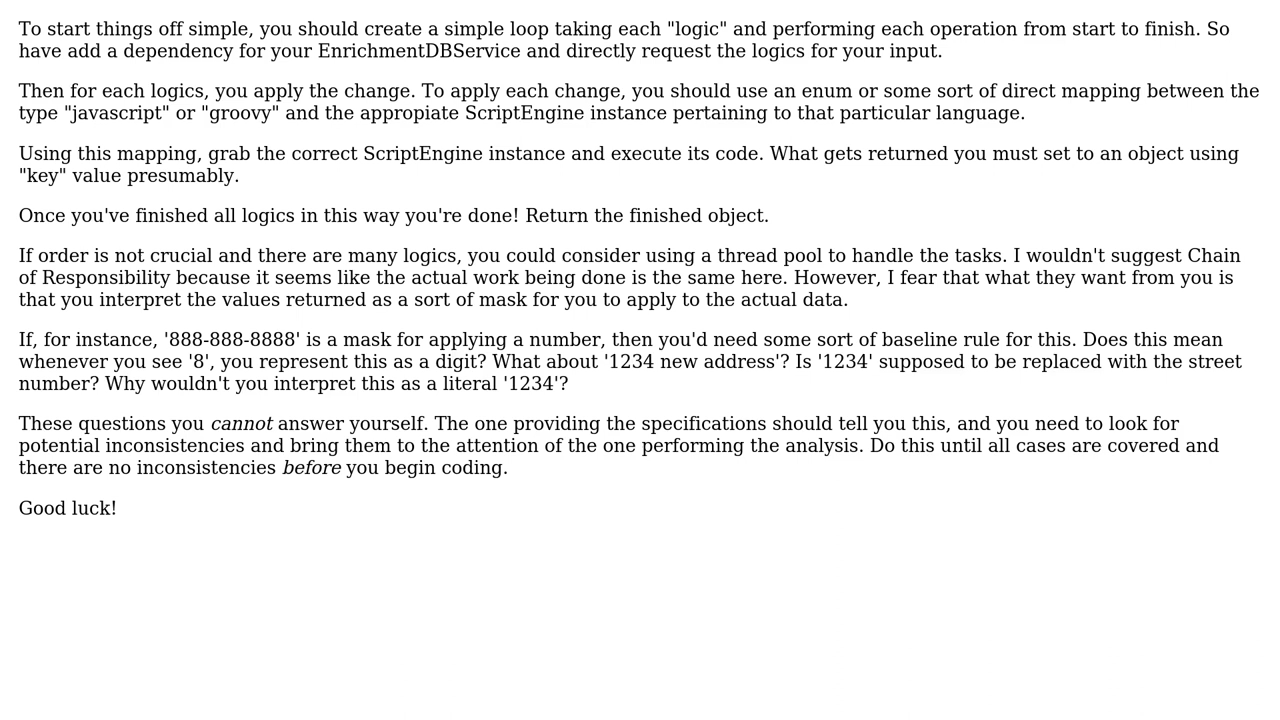 To start things off simple, you should create a simple loop taking each "logic" and performing each operation from start to finish. So
have add a dependency for your EnrichmentDBService and directly request the logics for your input.
Then for each logics, you apply the change. To apply each change, you should use an enum or some sort of direct mapping between the
type "javascript" or "groovy" and the appropiate ScriptEngine instance pertaining to that particular language.
Using this mapping, grab the correct ScriptEngine instance and execute its code. What gets returned you must set to an object using
"key" value presumably.
Once you've finished all logics in this way you're done! Return the finished object.
If order is not crucial and there are many logics, you could consider using a thread pool to handle the tasks. I wouldn't suggest Chain
of Responsibility because it seems like the actual work being done is the same here. However, I fear that what they want from you is
that you interpret the values returned as a sort of mask for you to apply to the actual data.
If, for instance, '888-888-8888' is a mask for applying a number, then you'd need some sort of baseline rule for this. Does this mean
whenever you see '8', you represent this as a digit? What about '1234 new address'? Is '1234' supposed to be replaced with the street
number? Why wouldn't you interpret this as a literal '1234'?
These questions you cannot answer yourself. The one providing the specifications should tell you this, and you need to look for
potential inconsistencies and bring them to the attention of the one performing the analysis. Do this until all cases are covered and
there are no inconsistencies before you begin coding.
Good luck!